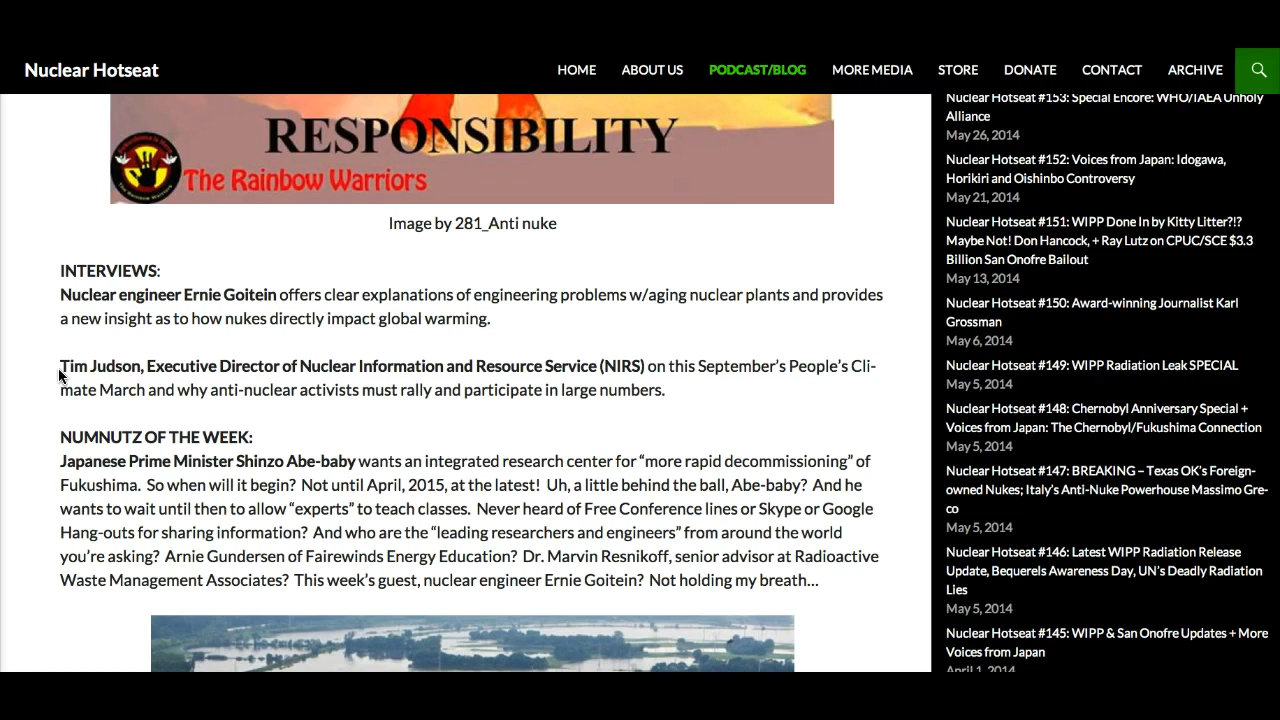 Nuclear Hotseat
HOME ABOUT US PODCAST/BLOG MORE MEDIA STORE DONATE CONTACT ARCHIVE
RESPONSIBILITY
The Rainbow Warriors
Image by 281_Anti nuke
INTERVIEWS:
Nuclear engineer Ernie Goitein offers clear explanations of engineering problems w/aging nuclear plants and provides
a new insight as to how nukes directly impact global warming.
Tim Judson, Executive Director of Nuclear Information and Resource Service (NIRS) on this September's People's Cli-
mate March and why anti-nuclear activists must rally and participate in large numbers.
NUMNUTZ OF THE WEEK:
Japanese Prime Minister Shinzo Abe-baby wants an integrated research center for “more rapid decommissioning” of
Fukushima. So when will it begin? Not until April, 2015, at the latest! Uh, a little behind the ball, Abe-baby? And he
wants to wait until then to allow “experts” to teach classes. Never heard of Free Conference lines or Skype or Google
Hang-outs for sharing information? And who are the “leading researchers and engineers” from around the world
you're asking? Arnie Gundersen of Fairewinds Energy Education? Dr. Marvin Resnikoff, senior advisor at Radioactive
Waste Management Associates? This week's guest, nuclear engineer Ernie Goitein? Not holding my breath…
Nuclear Hotseat #153: Special Encore: WHO/IAEA Unholy
Alliance
May 26, 2014
Nuclear Hotseat #152: Voices from Japan: Idogawa,
Horikiri and Oishinbo Controversy
May 21, 2014
Nuclear Hotseat #151: WIPP Done In by Kitty Litter?!?
Maybe Not! Don Hancock, + Ray Lutz on CPUC/SCE $3.3
Billion San Onofre Bailout
May 13, 2014
Nuclear Hotseat #150: Award-winning Journalist Karl
Grossman
May 6, 2014
Nuclear Hotseat #149: WIPP Radiation Leak SPECIAL
May 5, 2014
Nuclear Hotseat #148: Chernobyl Anniversary Special +
Voices from Japan: The Chernobyl/Fukushima Connection
May 5, 2014
Nuclear Hotseat #147: BREAKING – Texas OK's Foreign-
owned Nukes; Italy's Anti-Nuke Powerhouse Massimo Gre-
co
May 5, 2014
Nuclear Hotseat #146: Latest WIPP Radiation Release
Update, Bequerels Awareness Day, UN's Deadly Radiation
Lies
May 5, 2014
Nuclear Hotseat #145: WIPP & San Onofre Updates + More
Voices from Japan
April 1, 2014